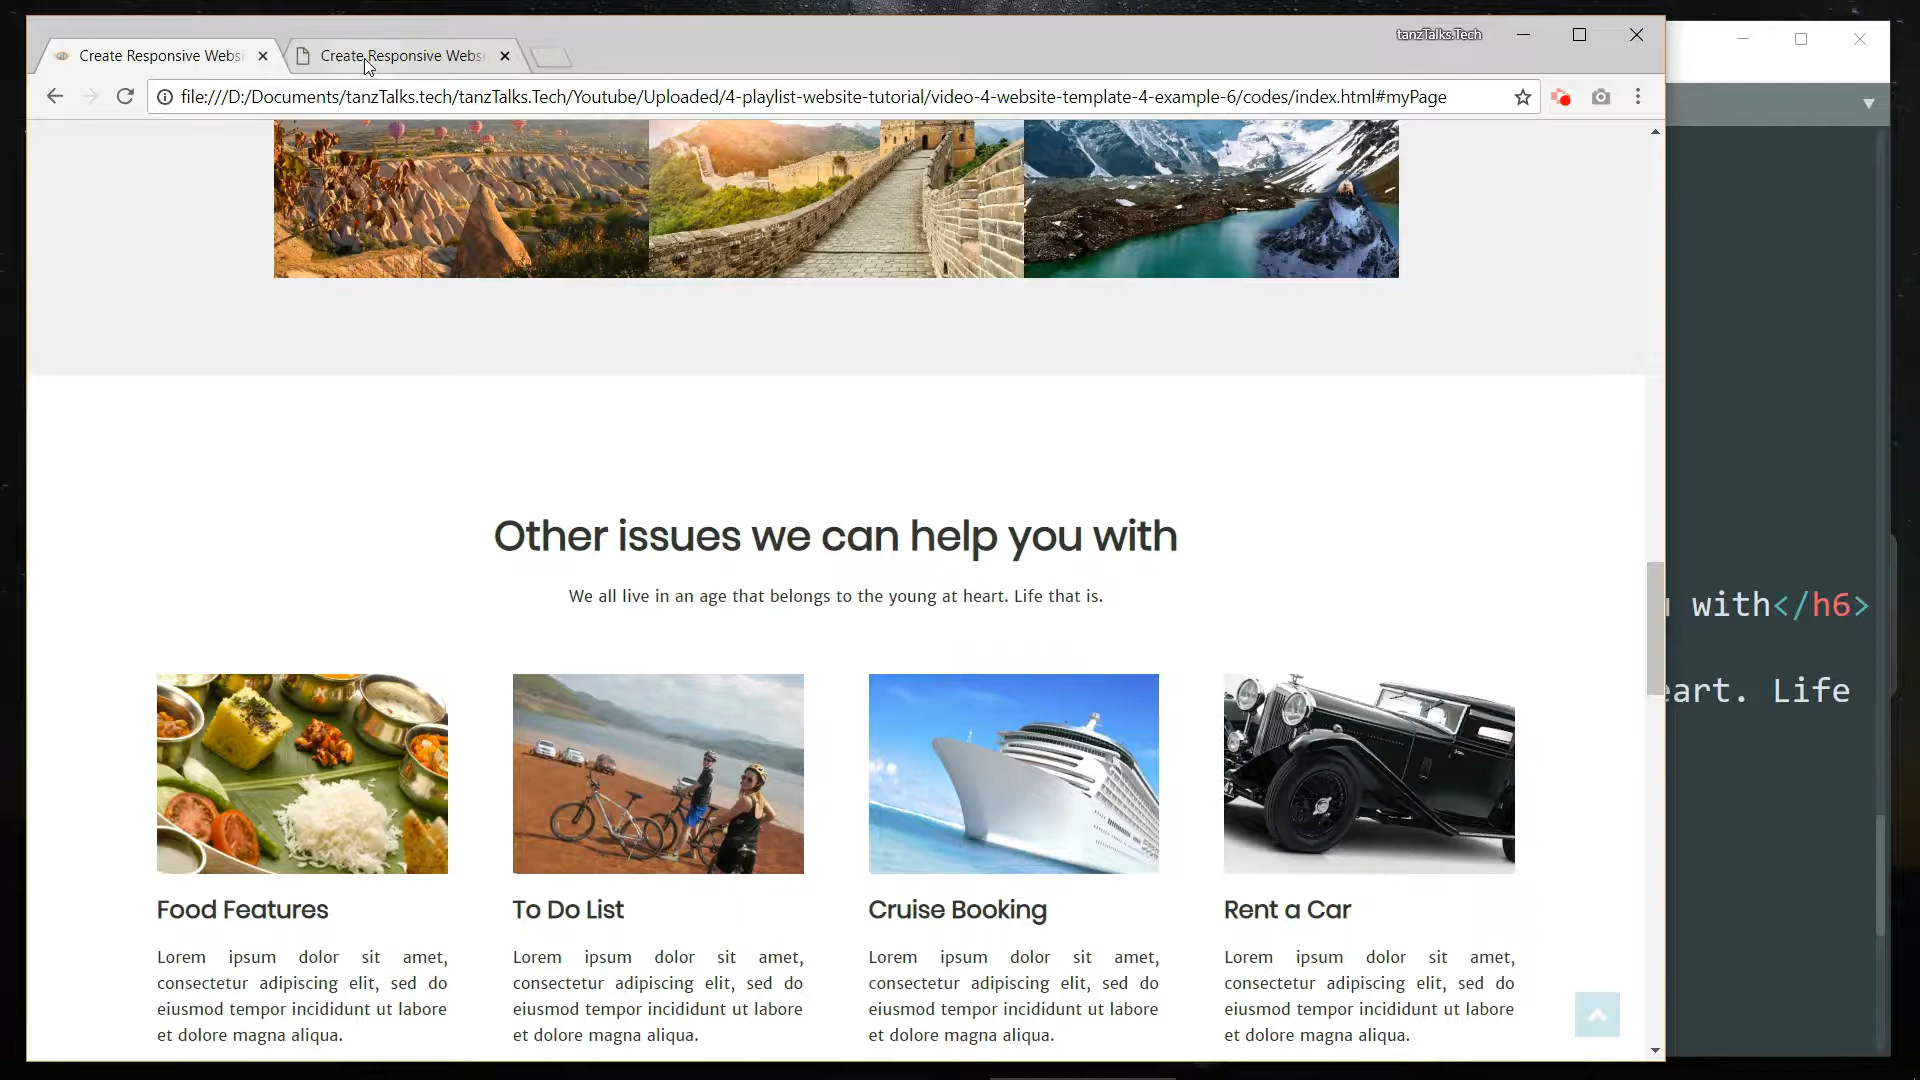 tanzTalks.Tech
Create Responsive Websi
Create Responsive Webs
file:///D:/Documents/tanzTalks.tech/tanzTalks.Tech/Youtube/Uploaded/4-playlist-website-tutorial/video-4-website-template-4-example-6/codes/index.html#myPage
Other issues we can help you with
We all live in an age that belongs to the young at heart. Life that is.
with</h6>
eart. Life
Food Features
Lorem ipsum dolor sit amet,
consectetur adipiscing elit, sed do
eiusmod tempor incididunt ut labore
et dolore magna aliqua.
To Do List
Lorem ipsum dolor sit amet,
consectetur adipiscing elit, sed do
eiusmod tempor incididunt ut labore
et dolore magna aliqua.
Cruise Booking
Lorem ipsum dolor sit amet,
consectetur adipiscing elit, sed do
eiusmod tempor incididunt ut labore
et dolore magna aliqua.
Rent a Car
Lorem ipsum dolor sit amet,
consectetur adipiscing elit, sed do
eiusmod tempor incididunt ut labore
et dolore magna aliqua.